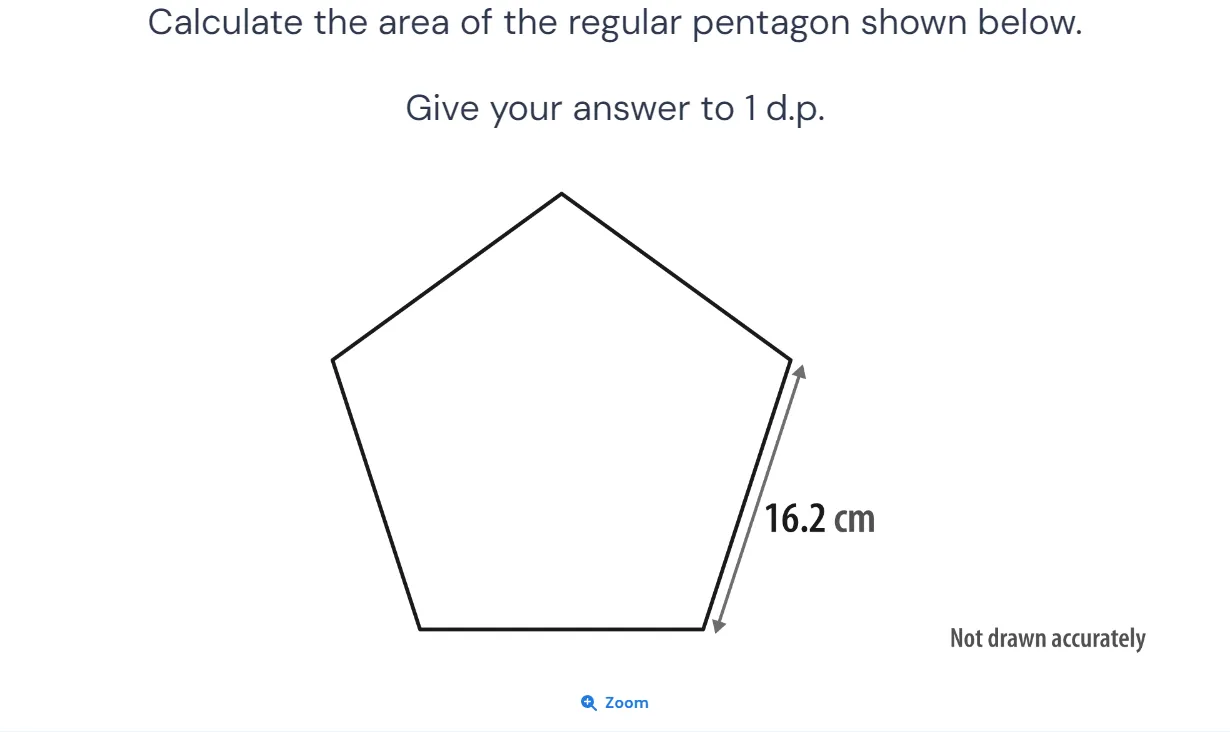 Calculate the area of the regular pentagon shown below.
Give your answer to 1 d.p.
16.2 cm
Not drawn accurately
Zoom